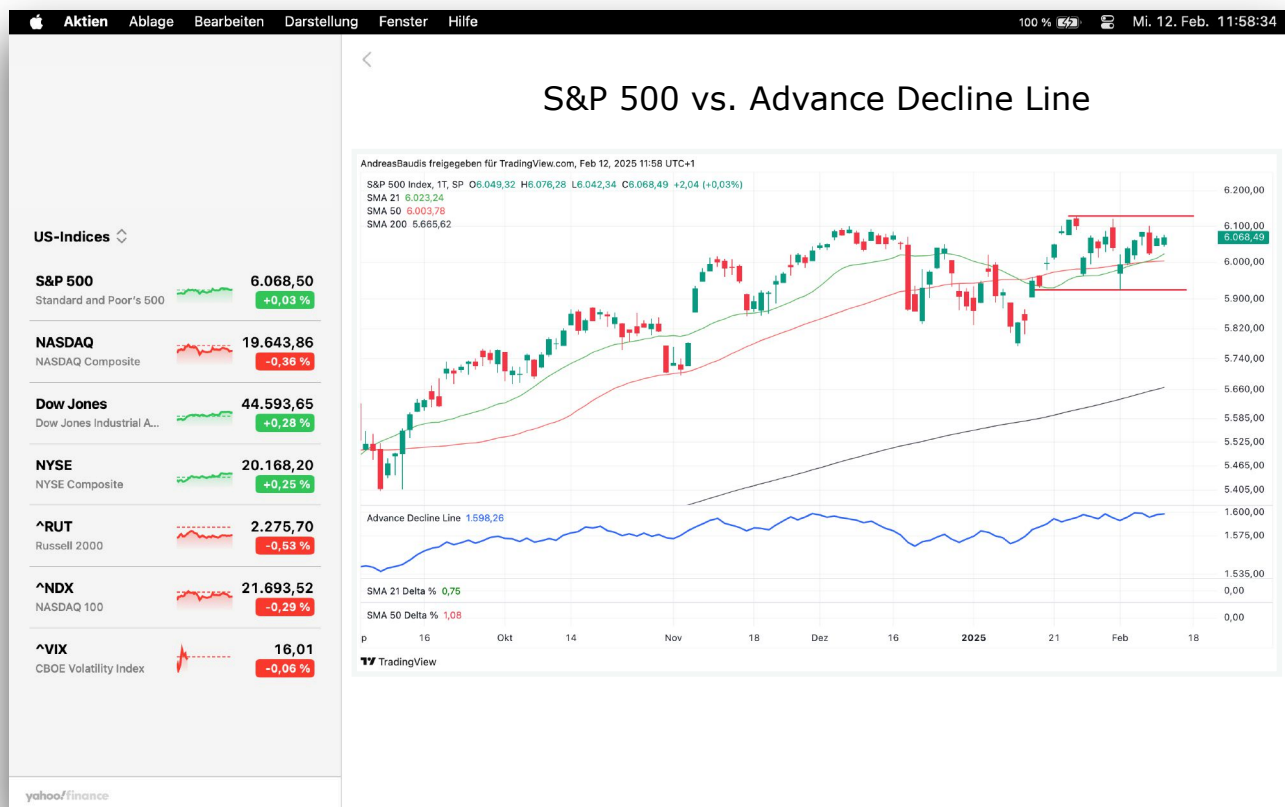 Aktien Ablage Bearbeiten Darstellung Fenster Hilfe 100 % Mi. 12. Feb. 11:58:34
US-Indices
S&P 500 6.068,50
Standard and Poor's 500 +0,03 %
NASDAQ 19.643,86
NASDAQ Composite -0,36 %
Dow Jones 44.593,65
Dow Jones Industrial A... +0,28 %
NYSE 20.168,20
NYSE Composite +0,25 %
^RUT 2.275,70
Russell 2000 -0,53 %
^NDX 21.693,52
NASDAQ 100 -0,29 %
^VIX 16,01
CBOE Volatility Index -0,06 %
yahoo!finance
S&P 500 vs. Advance Decline Line
AndreasBaudis freigegeben für TradingView.com, Feb 12, 2025 11:58 UTC+1
S&P 500 Index, 1T, SP O6.049,32 H6.076,28 L6.042,34 C6.068,49 +2,04 (+0,03%)
SMA 21 6.023,24
SMA 50 6.003,78
SMA 200 5.665,62
6.200,00
6.100,00
6.068,49
6.000,00
5.900,00
5.820,00
5.740,00
5.660,00
5.585,00
5.525,00
5.465,00
5.405,00
Advance Decline Line 1.598,26
1.600,00
1.575,00
1.535,00
SMA 21 Delta % 0,75 0,00
SMA 50 Delta % 1,08 0,00
p 16 Okt 14 Nov 18 Dez 16 2025 21 Feb 18
TradingView